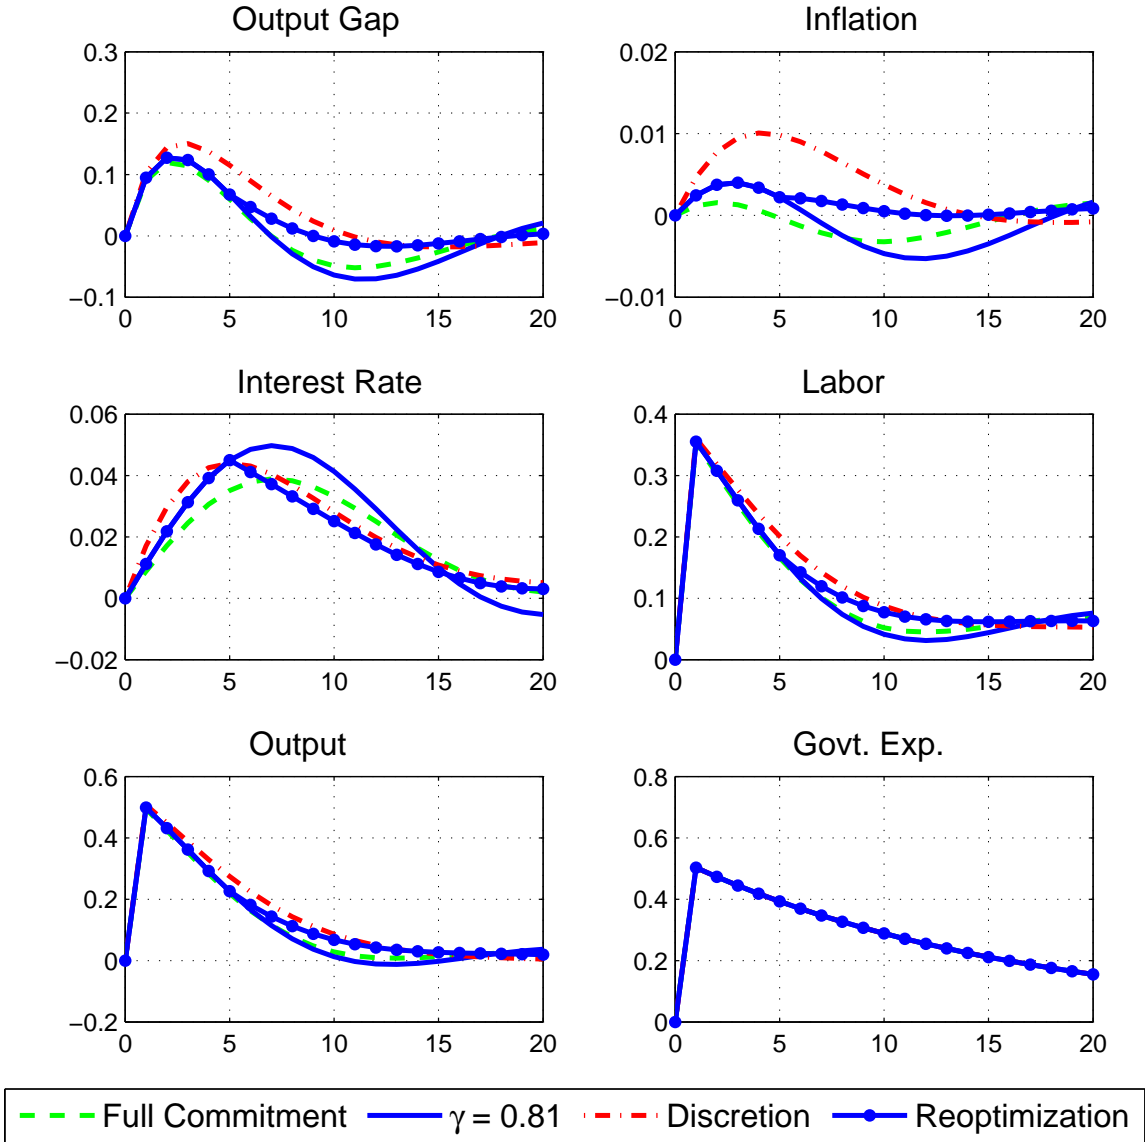 Output Gap
0.3
0.2
0.1
0
−0.1
0 5 10 15 20
Inflation
0.02
0.01
0
−0.01
0 5 10 15 20
Interest Rate
0.06
0.04
0.02
0
−0.02
0 5 10 15 20
Labor
0.4
0.3
0.2
0.1
0
0 5 10 15 20
Output
0.6
0.4
0.2
0
−0.2
0 5 10 15 20
Govt. Exp.
0.8
0.6
0.4
0.2
0
0 5 10 15 20
Full Commitment γ = 0.81 Discretion Reoptimization